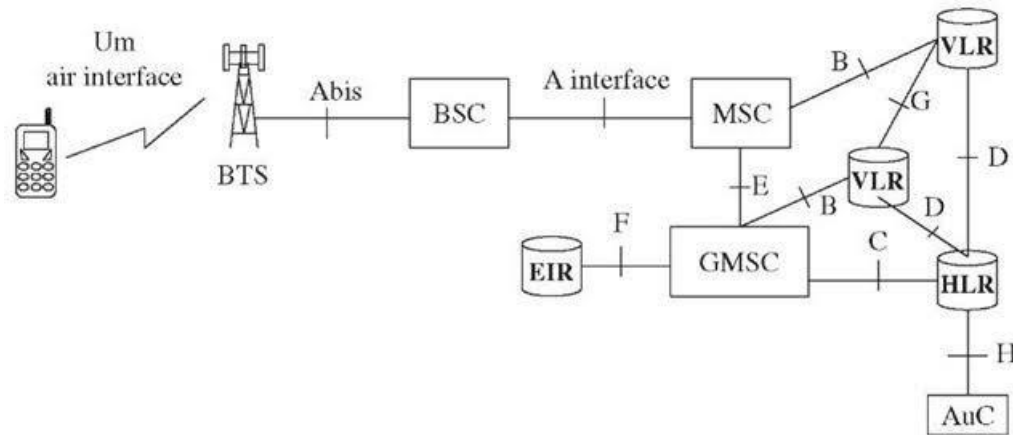 Um
air interface
BTS
Abis
BSC
A interface
MSC
B
VLR
G
D
VLR
E
B
D
F
EIR
GMSC
C
HLR
H
AuC